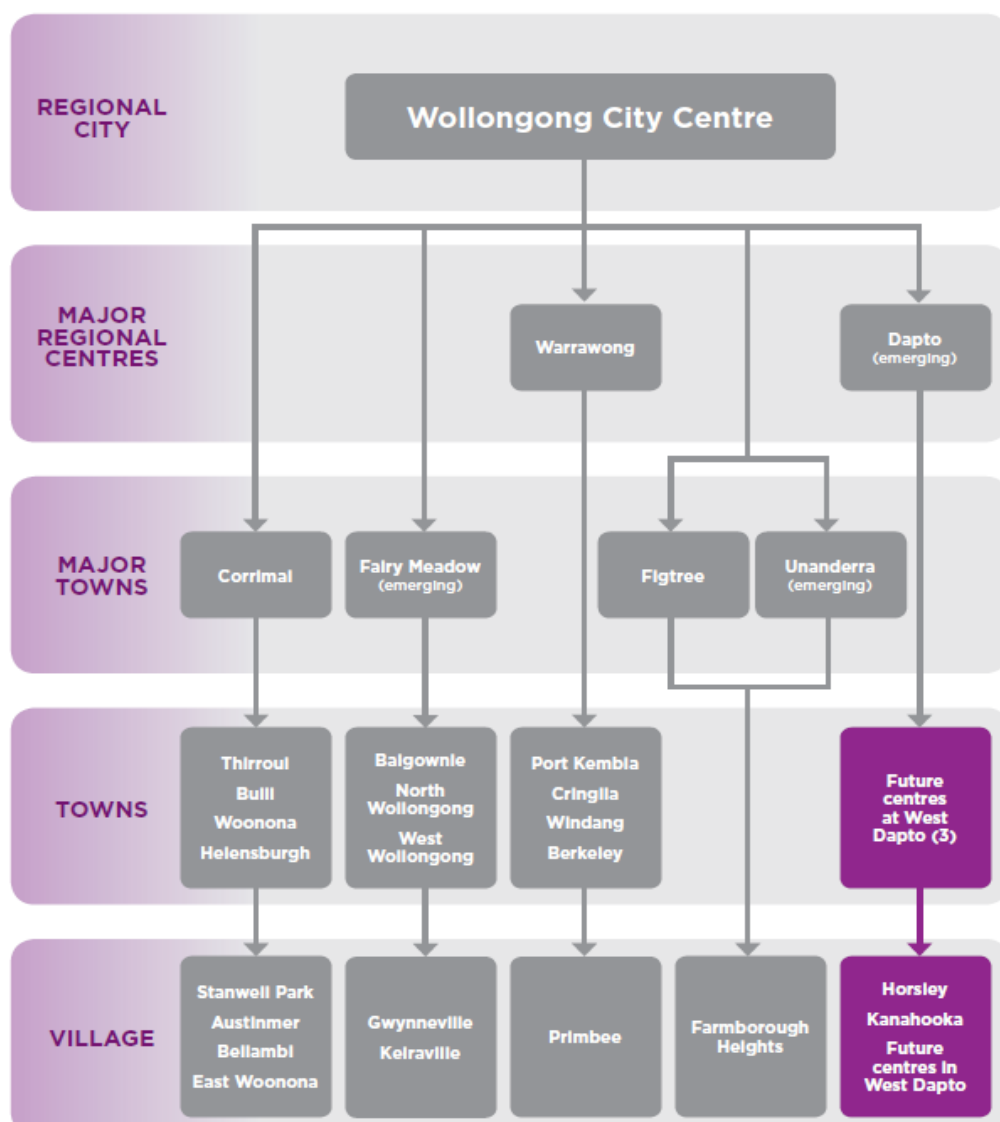 REGIONAL
CITY
Wollongong City Centre
MAJOR
REGIONAL
CENTRES
Warrawong
Dapto
(emerging)
MAJOR
TOWNS
Corrimal
Fairy Meadow
(emerging)
Figtree
Unanderra
(emerging)
TOWNS
Thirroul
Bulli
Woonona
Helensburgh
Balgownie
North
Wollongong
West
Wollongong
Port Kembla
Cringila
Windang
Berkeley
Future
centres
at West
Dapto (3)
VILLAGE
Stanwell Park
Austinmer
Bellambi
East Woonona
Gwynneville
Keiraville
Primbee
Farmborough
Heights
Horsley
Kanahooka
Future
centres in
West Dapto